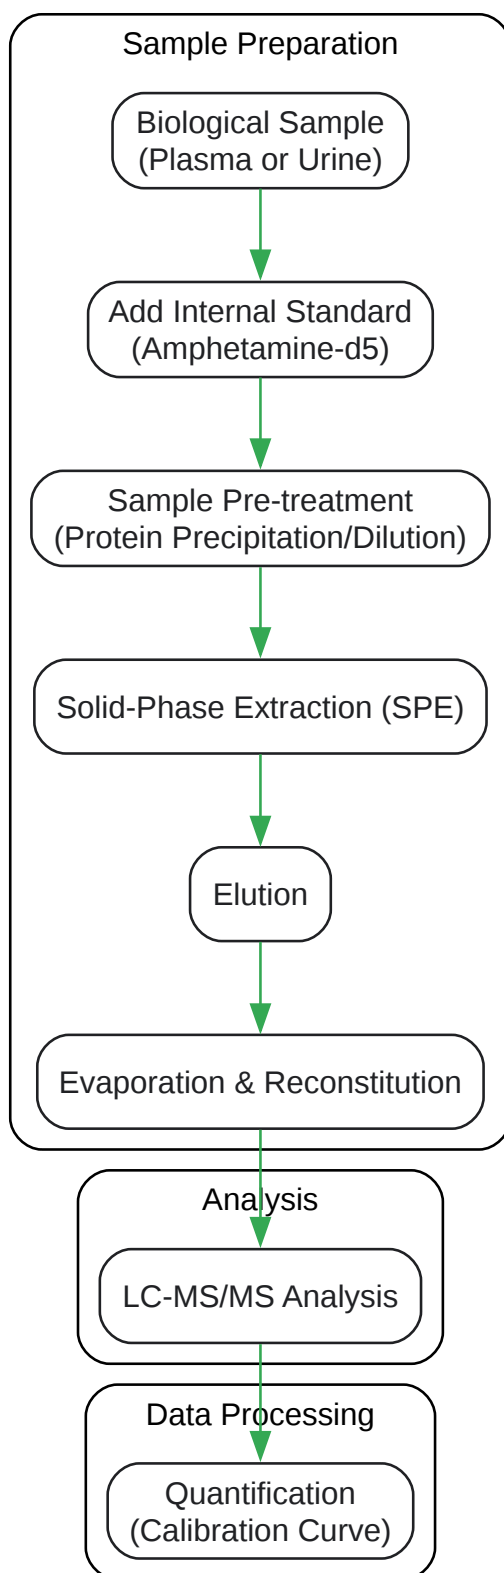 Sample Preparation
Biological Sample
(Plasma or Urine)
Add Internal Standard
(Amphetamine-d5)
Sample Pre-treatment
(Protein Precipitation/Dilution)
Solid-Phase Extraction (SPE)
Elution
Evaporation & Reconstitution
Analysis
LC-MS/MS Analysis
Data Processing
Quantification
(Calibration Curve)